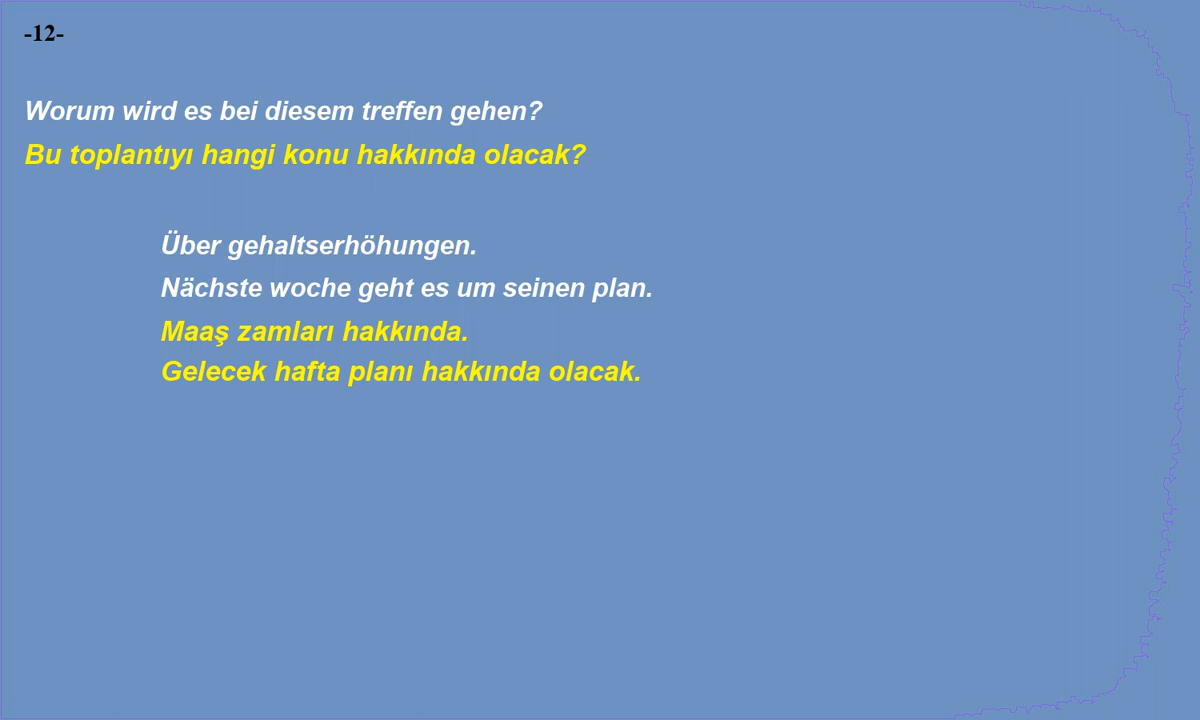 -12-
Worum wird es bei diesem treffen gehen?
Bu toplantıyı hangi konu hakkında olacak?
Über gehaltserhöhungen.
Nächste woche geht es um seinen plan.
Maaş zamları hakkında.
Gelecek hafta planı hakkında olacak.